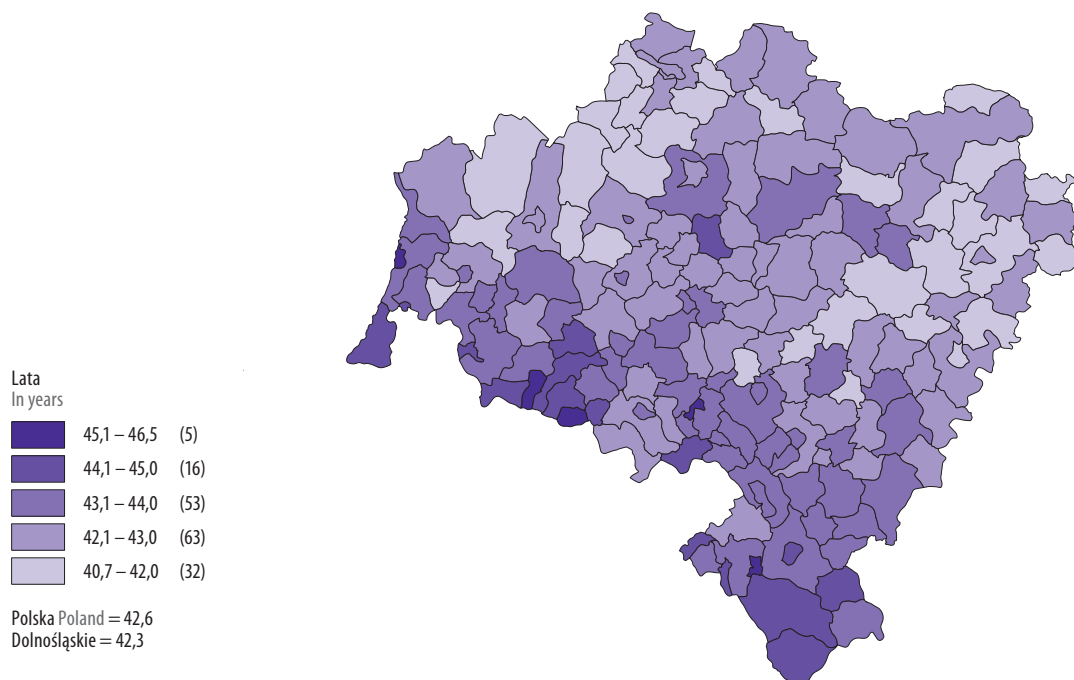 Lata
In years
45,1 – 46,5 (5)
44,1 – 45,0 (16)
43,1 – 44,0 (53)
42,1 – 43,0 (63)
40,7 – 42,0 (32)
Polska Poland = 42,6
Dolnośląskie = 42,3